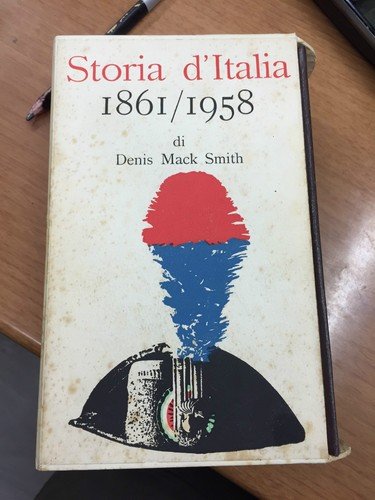 Storia d'Italia
1861/1958
di
Denis Mack Smith